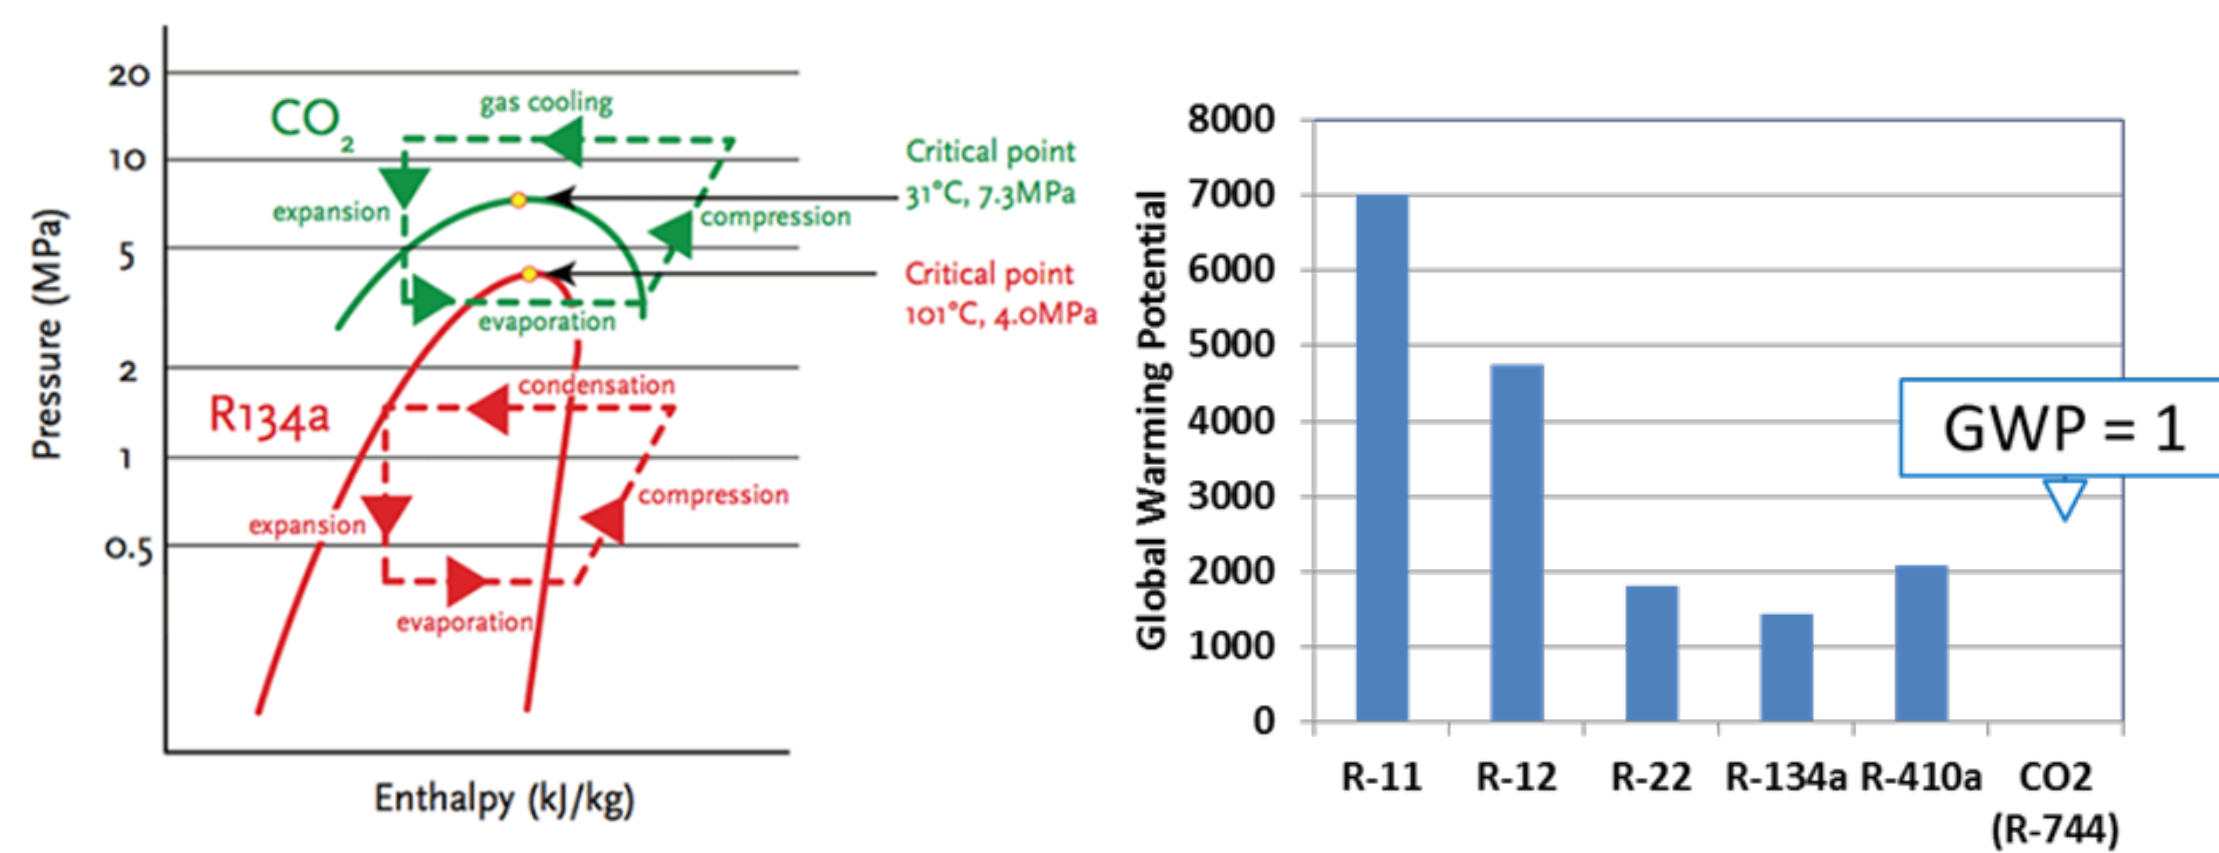 20
10
5
2
1
0.5
Pressure (MPa)
Enthalpy (kJ/kg)
CO2
gas cooling
expansion
compression
evaporation
Critical point
31°C, 7.3MPa
Critical point
101°C, 4.0MPa
R134a
condensation
expansion
compression
evaporation
Global Warming Potential
8000
7000
6000
5000
4000
3000
2000
1000
0
GWP = 1
R-11 R-12 R-22 R-134a R-410a CO2
(R-744)